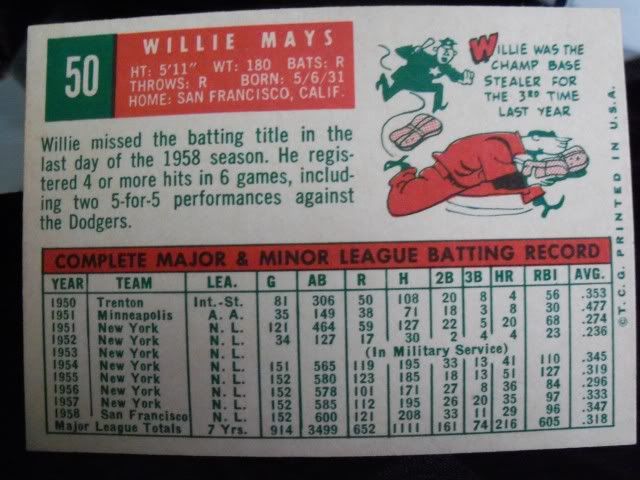 50
WILLIE MAYS
HT: 5'11" WT: 180 BATS: R
THROWS: R BORN: 5/6/31
HOME: SAN FRANCISCO, CALIF.
Willie missed the batting title in the
last day of the 1958 season. He regis-
tered 4 or more hits in 6 games, includ-
ing two 5-for-5 performances against
the Dodgers.
WILLIE WAS THE
CHAMP BASE
STEALER FOR
THE 3RD TIME
LAST YEAR
COMPLETE MAJOR & MINOR LEAGUE BATTING RECORD
YEAR TEAM LEA. G AB R H 2B 3B HR RBI AVG.
1950 Trenton Int.-St. 81 306 50 108 20 8 4 56 .353
1951 Minneapolis A. A. 35 149 38 71 18 3 8 30 .477
1951 New York N. L. 121 464 59 127 22 5 20 68 .274
1952 New York N. L. 34 127 17 30 2 4 4 23 .236
1953 New York N. L. (In Military Service)
1954 New York N. L. 151 565 119 195 33 13 41 110 .345
1955 New York N. L. 152 580 123 185 18 13 51 127 .319
1956 New York N. L. 152 578 101 171 27 8 36 84 .296
1957 New York N. L. 152 585 112 195 26 20 35 97 .333
1958 San Francisco N. L. 152 600 121 208 33 11 29 96 .347
Major League Totals 7 Yrs. 914 3499 652 1111 161 74 216 605 .318
©T.C.G. PRINTED IN U.S.A.